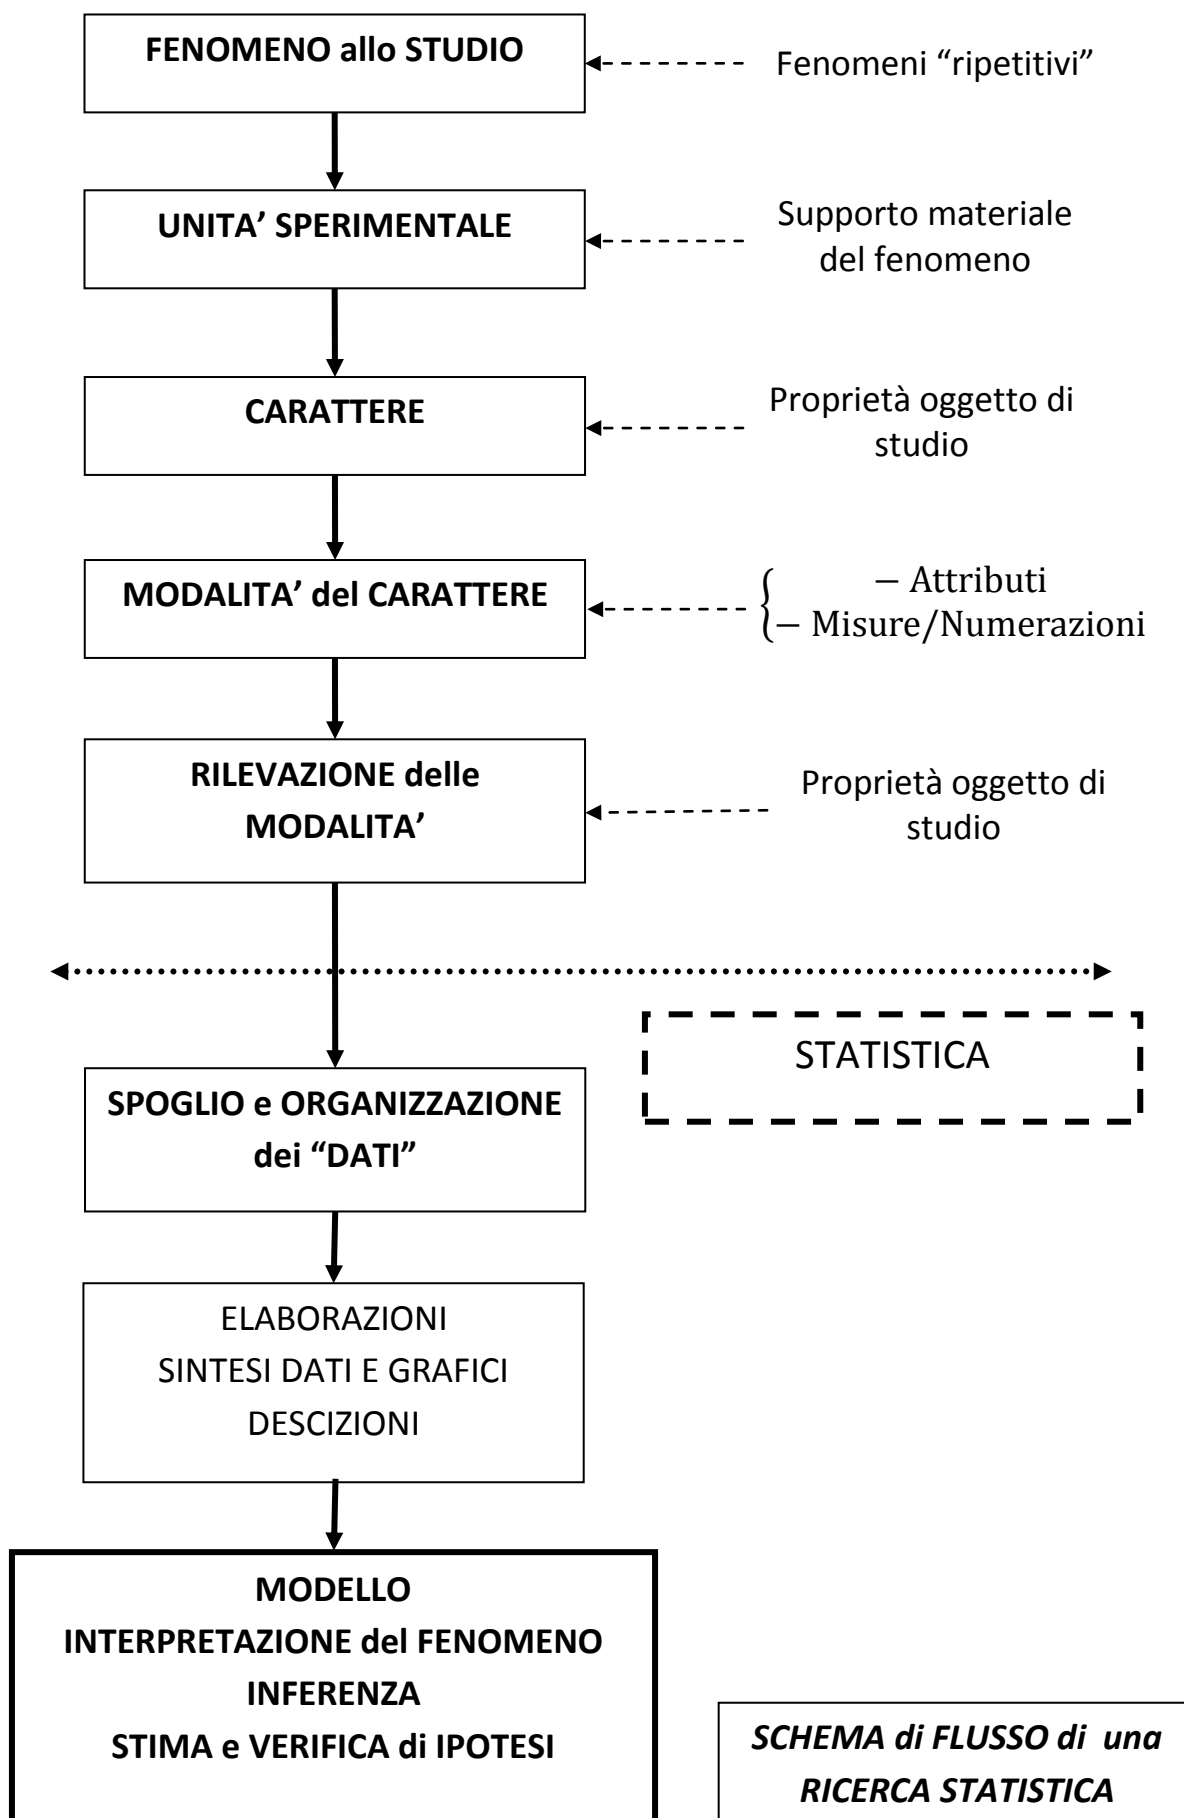 FENOMENO allo STUDIO
Fenomeni “ripetitivi”
UNITA’ SPERIMENTALE
Supporto materiale
del fenomeno
CARATTERE
Proprietà oggetto di
studio
MODALITA’ del CARATTERE
− Attributi
− Misure/Numerazioni
RILEVAZIONE delle
MODALITA’
Proprietà oggetto di
studio
STATISTICA
SPOGLIO e ORGANIZZAZIONE
dei “DATI”
ELABORAZIONI
SINTESI DATI E GRAFICI
DESCIZIONI
MODELLO
INTERPRETAZIONE del FENOMENO
INFERENZA
STIMA e VERIFICA di IPOTESI
SCHEMA di FLUSSO di una
RICERCA STATISTICA